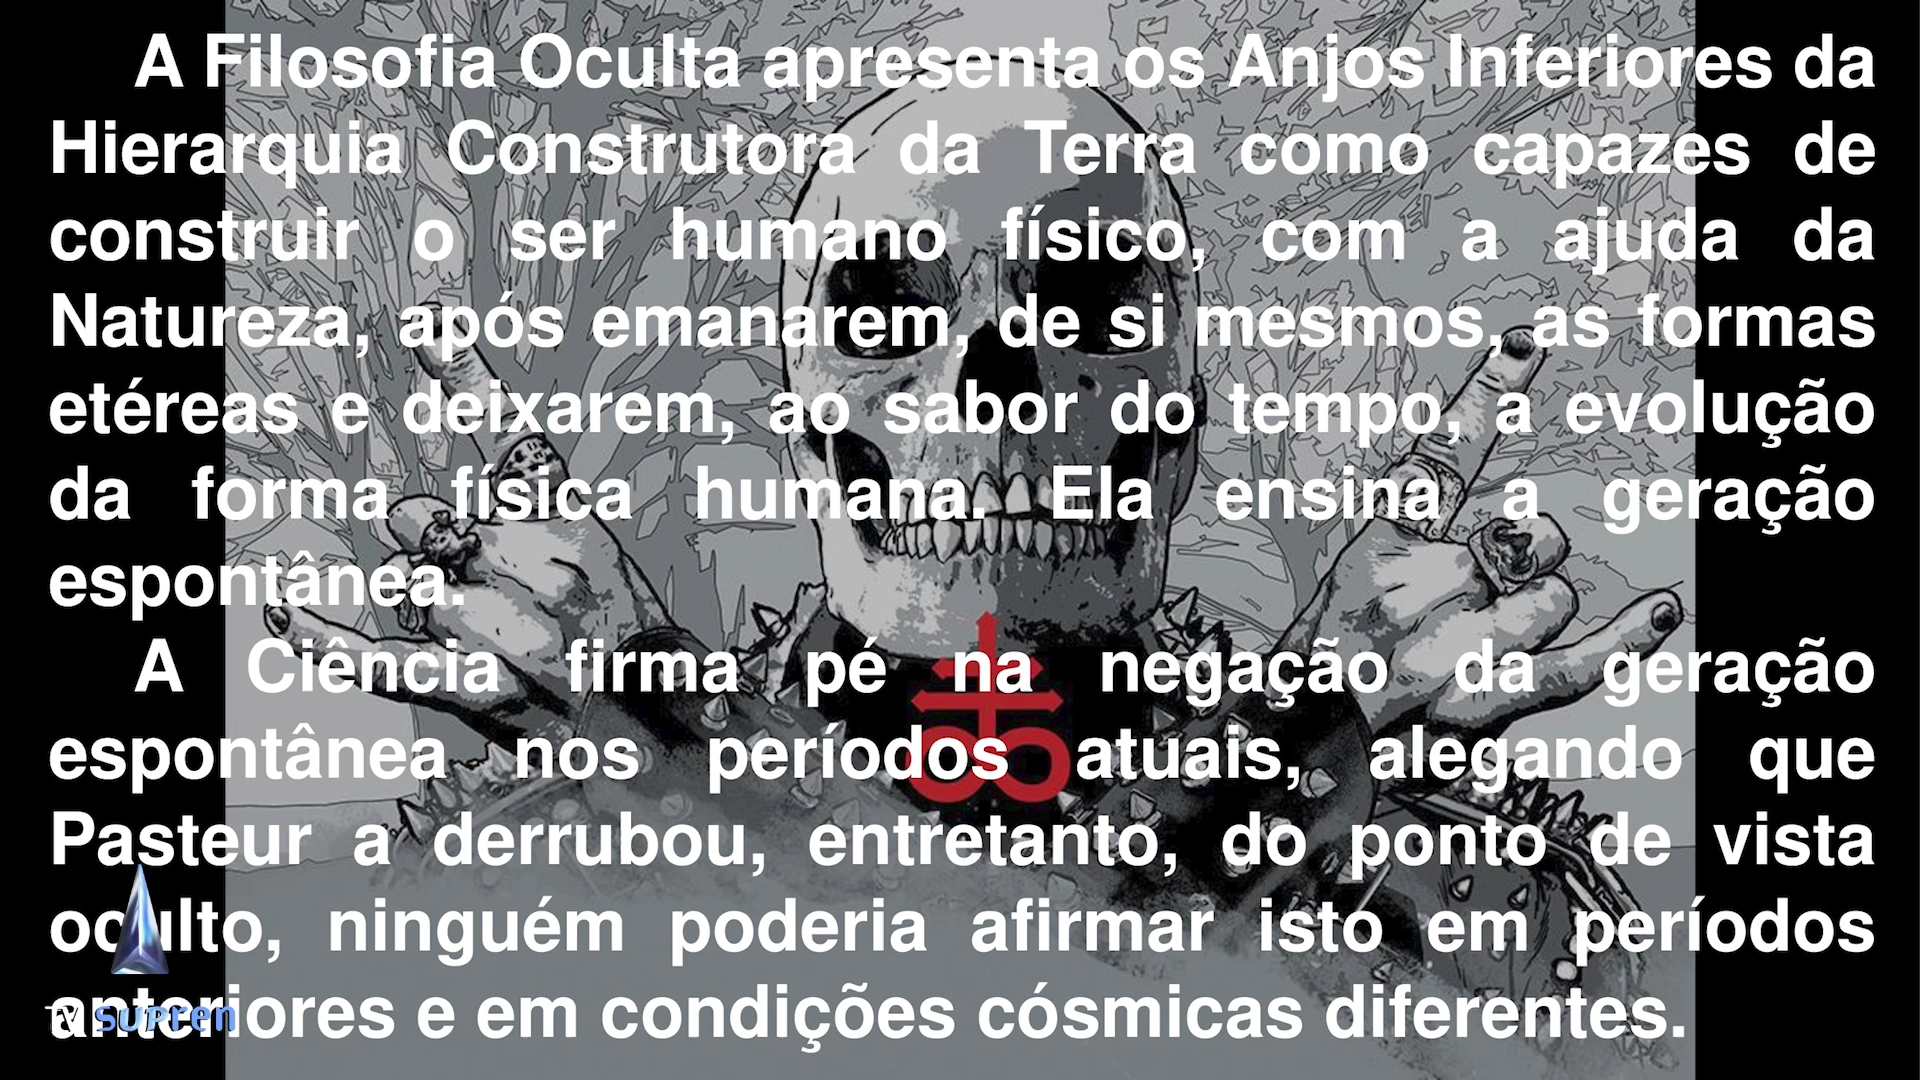 A Filosofia Oculta apresenta os Anjos Inferiores da
Hierarquia Construtora da Terra como capazes de
construir o ser humano físico, com a ajuda da
Natureza, após emanarem, de si mesmos, as formas
etéreas e deixarem, ao sabor do tempo, a evolução
da forma física humana. Ela ensina a geração
espontânea.
A Ciência firma pé na negação da geração
espontânea nos períodos atuais, alegando que
Pasteur a derrubou, entretanto, do ponto de vista
oculto, ninguém poderia afirmar isto em períodos
anteriores e em condições cósmicas diferentes.
TV SUPREN